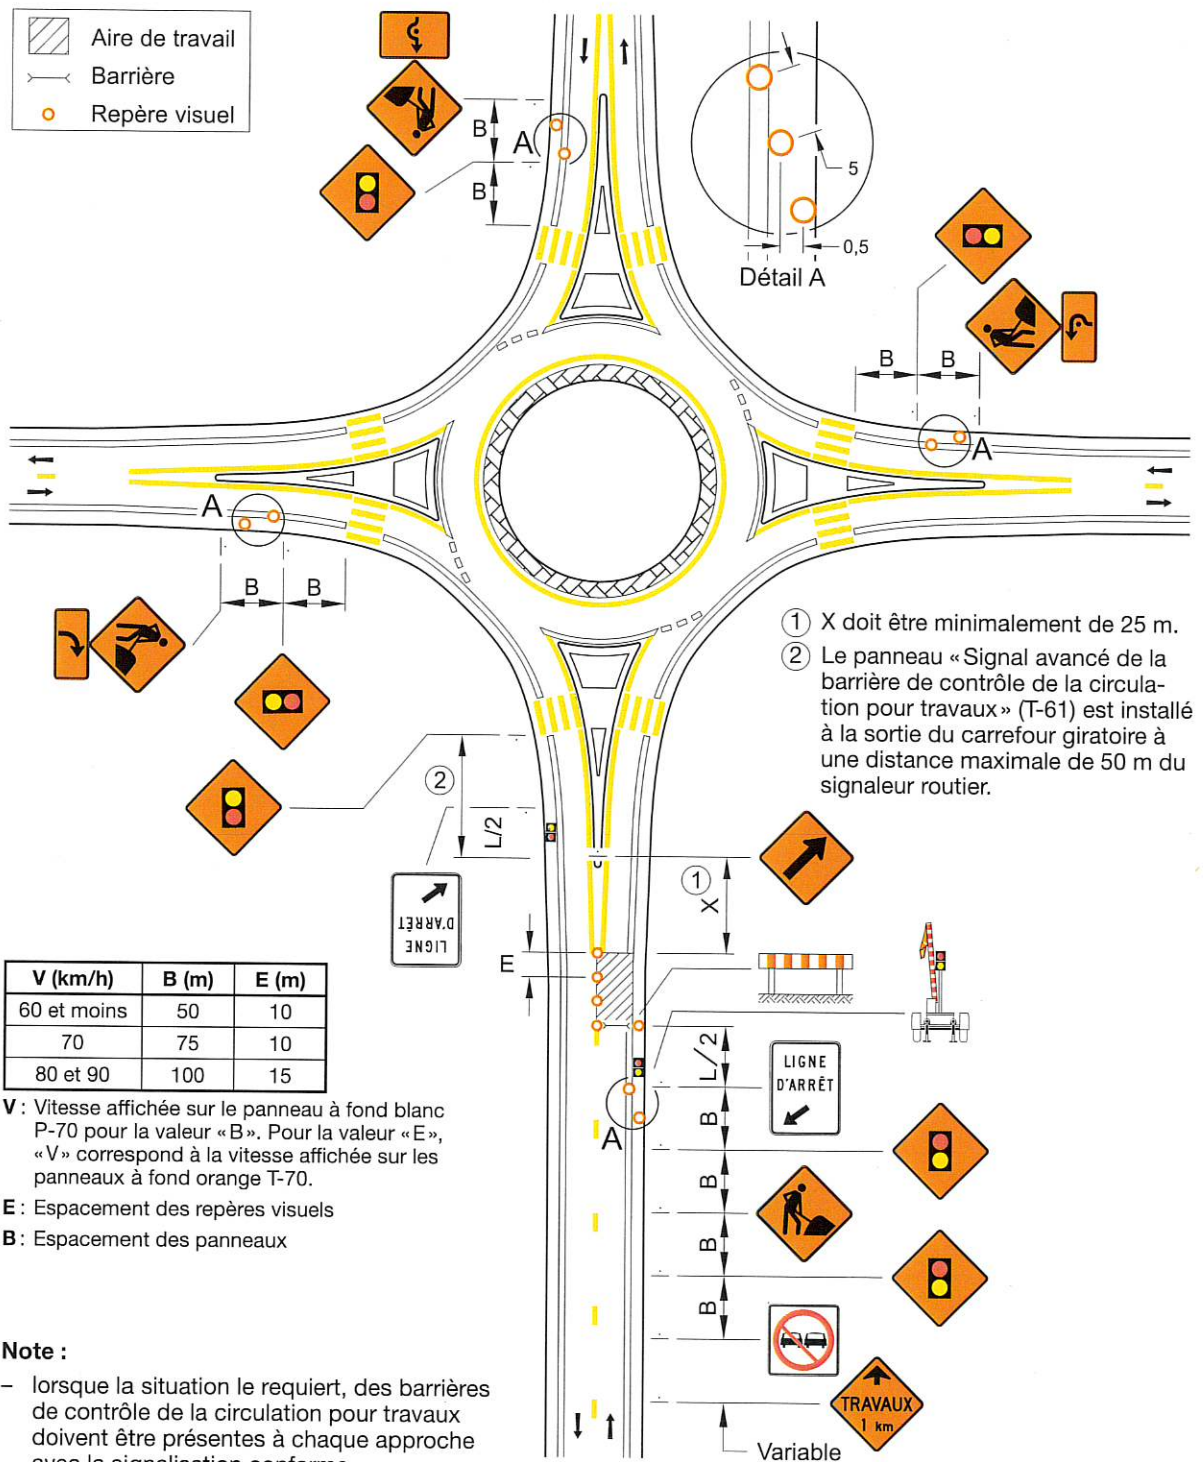 Aire de travail
Barrière
Repère visuel
B
A
B
5
0,5
Détail A
B
B
A
A
B
B
① X doit être minimalement de 25 m.
② Le panneau «Signal avancé de la
barrière de contrôle de la circula-
tion pour travaux» (T-61) est installé
à la sortie du carrefour giratoire à
une distance maximale de 50 m du
signaleur routier.
②
L/2
①
X
LIGNE
D'ARRÊT
E
V (km/h) B (m) E (m)
60 et moins 50 10
70 75 10
80 et 90 100 15
V : Vitesse affichée sur le panneau à fond blanc
P-70 pour la valeur «B». Pour la valeur «E»,
«V» correspond à la vitesse affichée sur les
panneaux à fond orange T-70.
E : Espacement des repères visuels
B : Espacement des panneaux
L/2
LIGNE
D'ARRÊT
A
B
B
B
B
TRAVAUX
1 km
Variable
Note :
– lorsque la situation le requiert, des barrières
de contrôle de la circulation pour travaux
doivent être présentes à chaque approche
avec la signalisation conforme